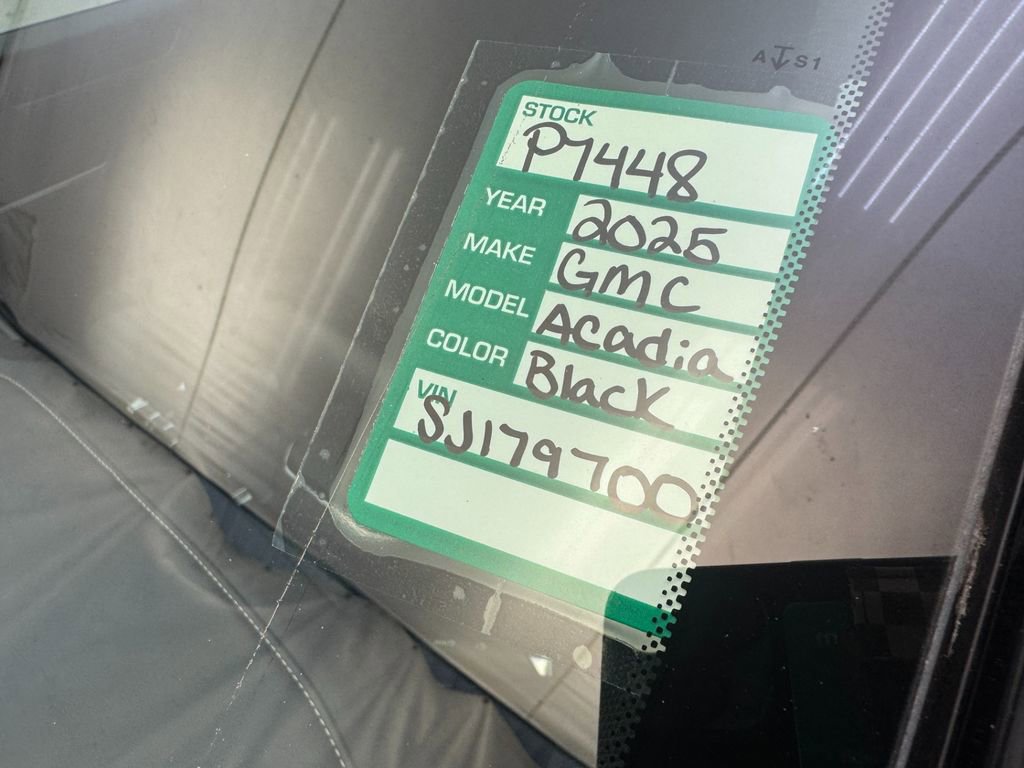 A S1
STOCK
P7448
YEAR 2025
MAKE GMC
MODEL Acadia
COLOR Black
VIN
SJ179700